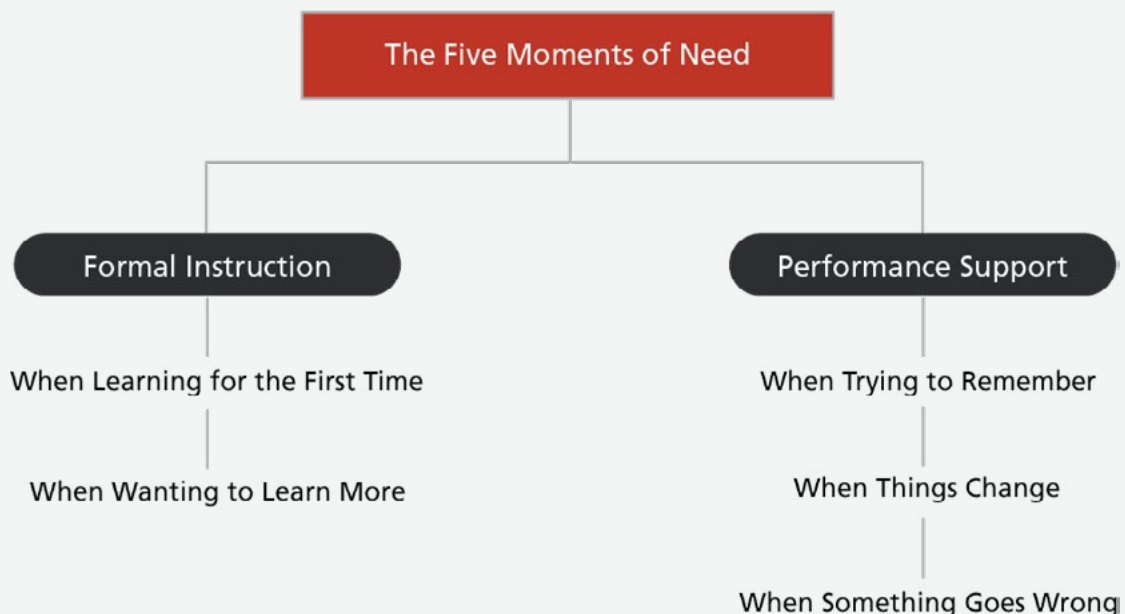 The Five Moments of Need
Formal Instruction
When Learning for the First Time
When Wanting to Learn More
Performance Support
When Trying to Remember
When Things Change
When Something Goes Wrong